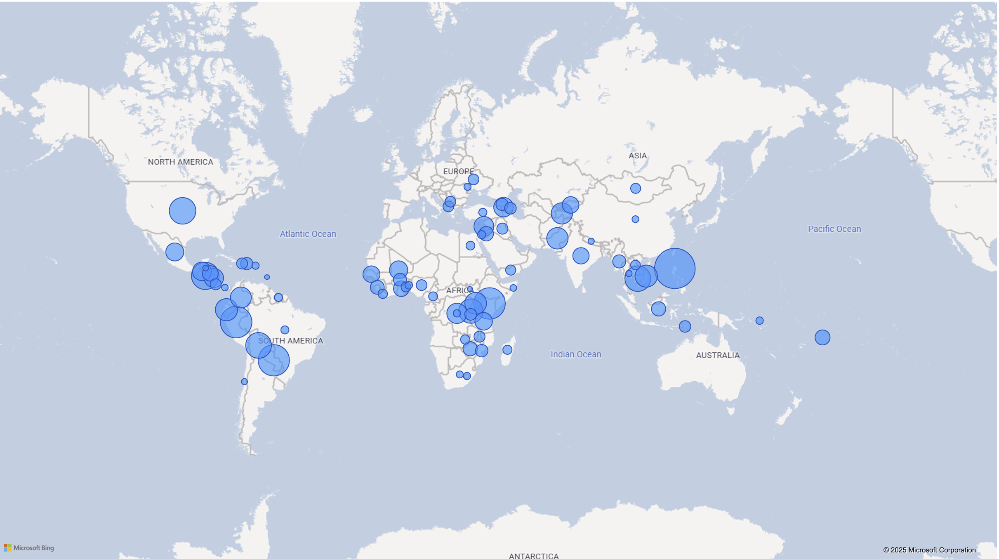 NORTH AMERICA
ASIA
EUROPE
Atlantic Ocean
Pacific Ocean
AFRICA
SOUTH AMERICA
Indian Ocean
AUSTRALIA
Microsoft Bing
© 2025 Microsoft Corporation
ANTARCTICA